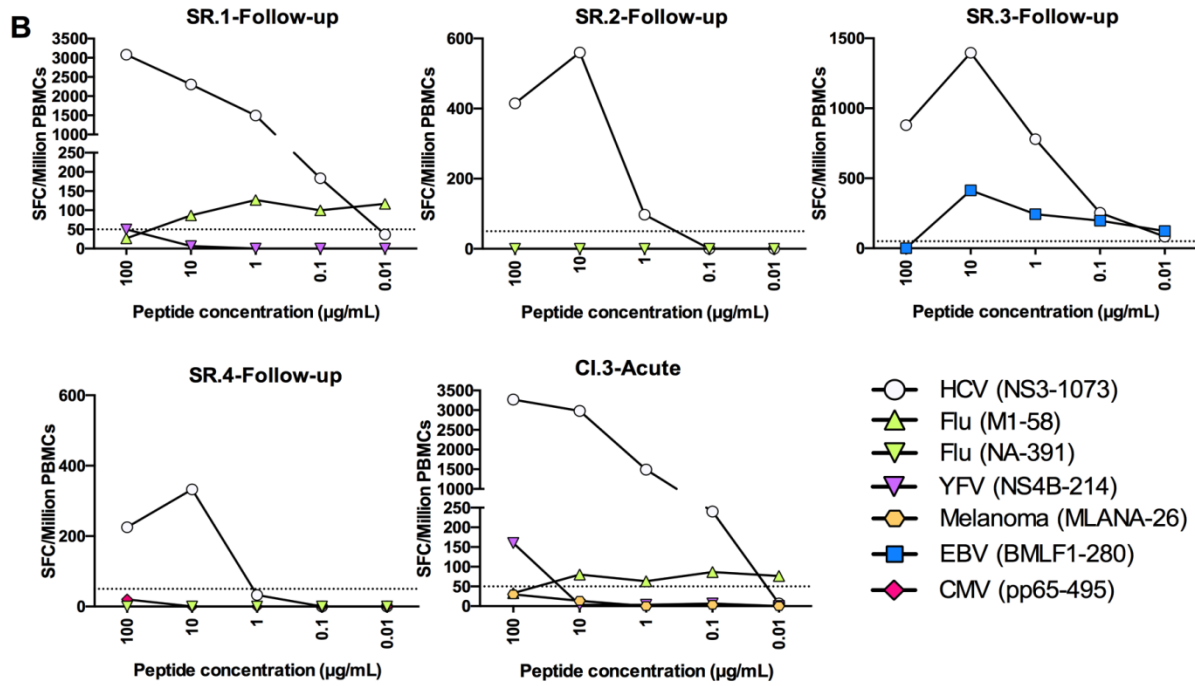 B
SR.1-Follow-up
SFC/Million PBMCs
3500
3000
2500
2000
1500
1000
250
200
150
100
50
0
100
10
1
0.1
0.01
Peptide concentration (µg/mL)
SR.2-Follow-up
SFC/Million PBMCs
600
400
200
0
100
10
1
0.1
0.01
Peptide concentration (µg/mL)
SR.3-Follow-up
SFC/Million PBMCs
1500
1000
500
0
100
10
1
0.1
0.01
Peptide concentration (µg/mL)
SR.4-Follow-up
SFC/Million PBMCs
600
400
200
0
100
10
1
0.1
0.01
Peptide concentration (µg/mL)
CI.3-Acute
SFC/Million PBMCs
3500
3000
2500
2000
1500
1000
250
200
150
100
50
0
100
10
1
0.1
0.01
Peptide concentration (µg/mL)
HCV (NS3-1073)
Flu (M1-58)
Flu (NA-391)
YFV (NS4B-214)
Melanoma (MLANA-26)
EBV (BMLF1-280)
CMV (pp65-495)